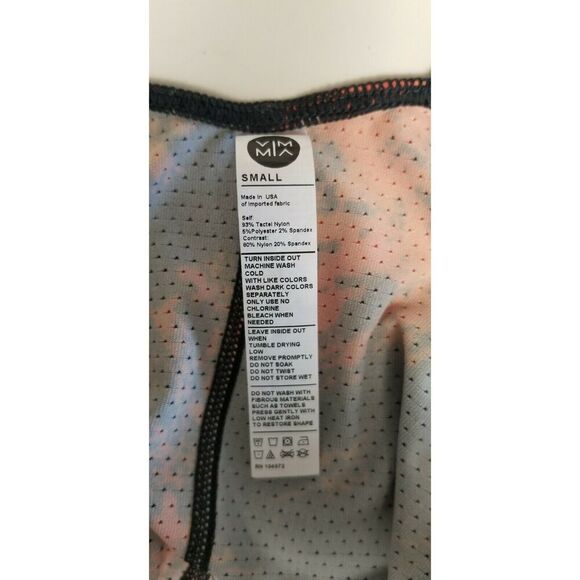 VIM
MIA
SMALL
Made in USA
of imported fabric
Self:
93% Tactel Nylon
5%Polyester 2% Spandex
Contrast:
80% Nylon 20% Spandex
TURN INSIDE OUT
MACHINE WASH
COLD
WITH LIKE COLORS
WASH DARK COLORS
SEPARATELY
ONLY USE NO
CHLORINE
BLEACH WHEN
NEEDED
LEAVE INSIDE OUT
WHEN
TUMBLE DRYING
LOW
REMOVE PROMPTLY
DO NOT SOAK
DO NOT TWIST
DO NOT STORE WET
DO NOT WASH WITH
FIBROUS MATERIALS
SUCH AS TOWELS
PRESS GENTLY WITH
LOW HEAT IRON
TO RESTORE SHAPE
RN